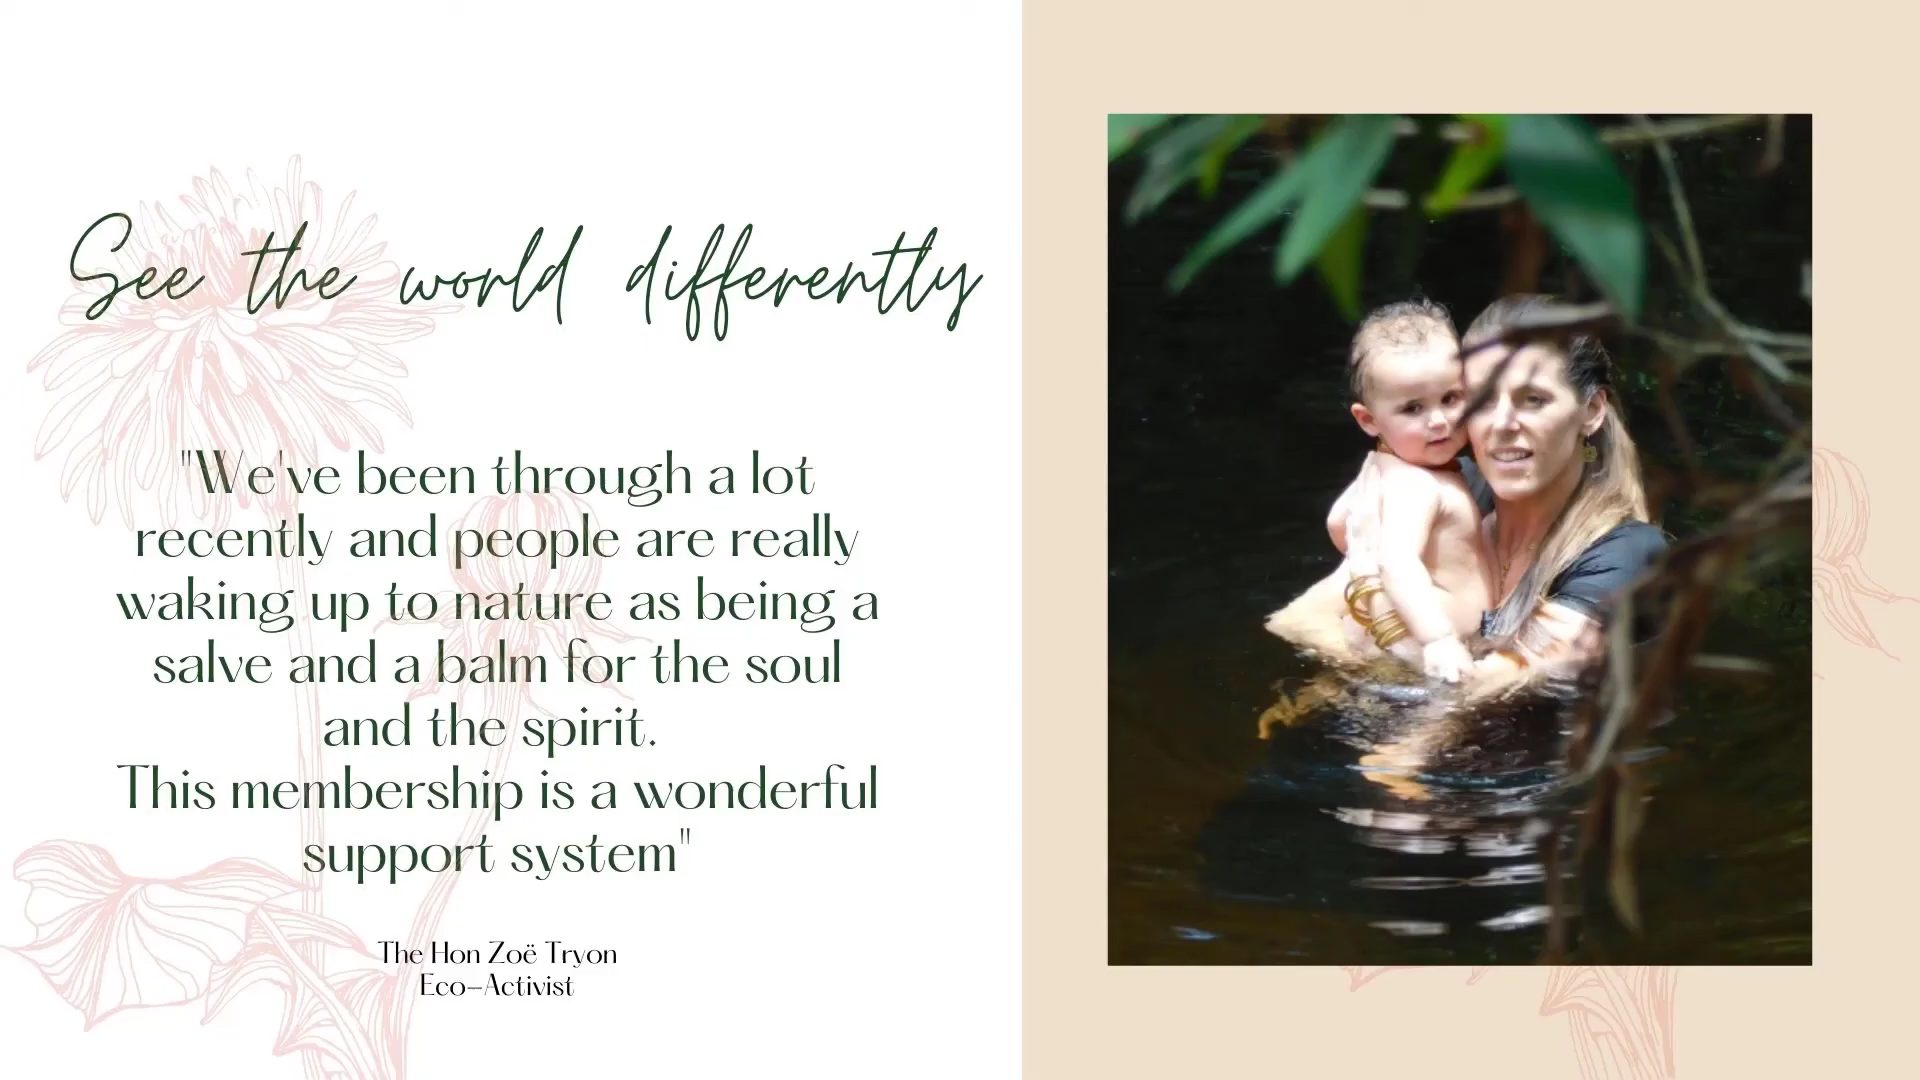 See the world differently
"We've been through a lot
recently and people are really
waking up to nature as being a
salve and a balm for the soul
and the spirit.
This membership is a wonderful
support system"
The Hon Zoë Tryon
Eco-Activist